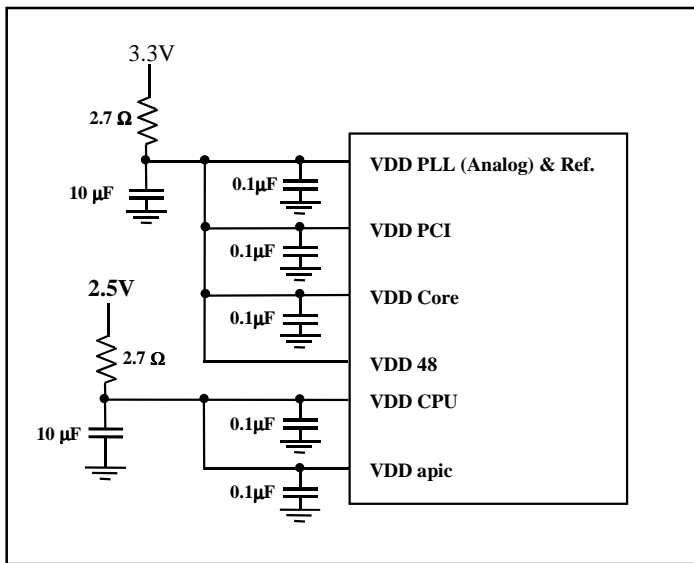 3.3V
2.7 Ω
10 μF
0.1μF
VDD PLL (Analog) & Ref.
0.1μF
VDD PCI
2.5V
0.1μF
VDD Core
2.7 Ω
VDD 48
VDD CPU
10 μF
0.1μF
VDD apic
0.1μF